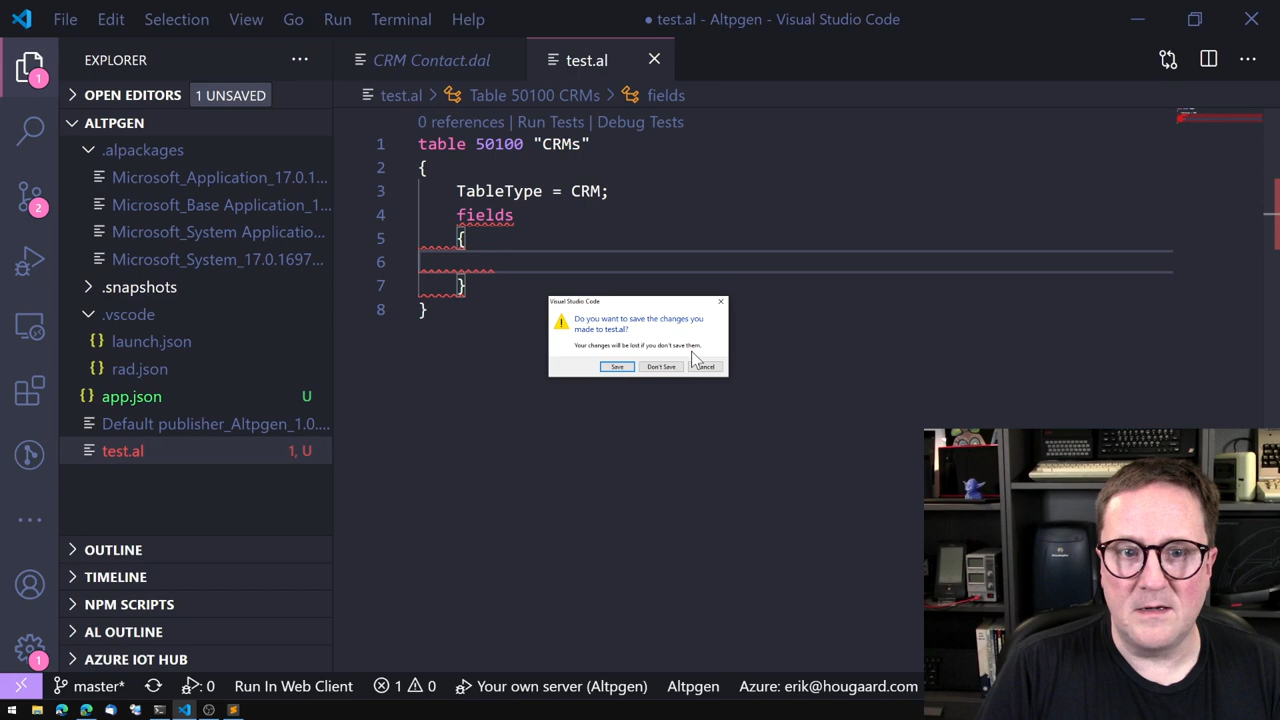 File Edit Selection View Go Run Terminal Help
● test.al - Altpgen - Visual Studio Code
EXPLORER
OPEN EDITORS 1 UNSAVED
ALTPGEN
.alpackages
Microsoft_Application_17.0.1...
Microsoft_Base Application_1...
Microsoft_System Applicatio...
Microsoft_System_17.0.1697...
.snapshots
.vscode
{} launch.json
{} rad.json
{} app.json U
Default publisher_Altpgen_1.0....
test.al 1, U
OUTLINE
TIMELINE
NPM SCRIPTS
AL OUTLINE
AZURE IOT HUB
1
2
1
CRM Contact.dal test.al
test.al > Table 50100 CRMs > fields
0 references | Run Tests | Debug Tests
1 table 50100 "CRMs"
2 {
3 TableType = CRM;
4 fields
5 {
6
7 }
8 }
Visual Studio Code
Do you want to save the changes you
made to test.al?
Your changes will be lost if you don't save them.
Save Don't Save Cancel
master* 0 Run In Web Client 1 0 Your own server (Altpgen) Altpgen Azure: erik@hougaard.com